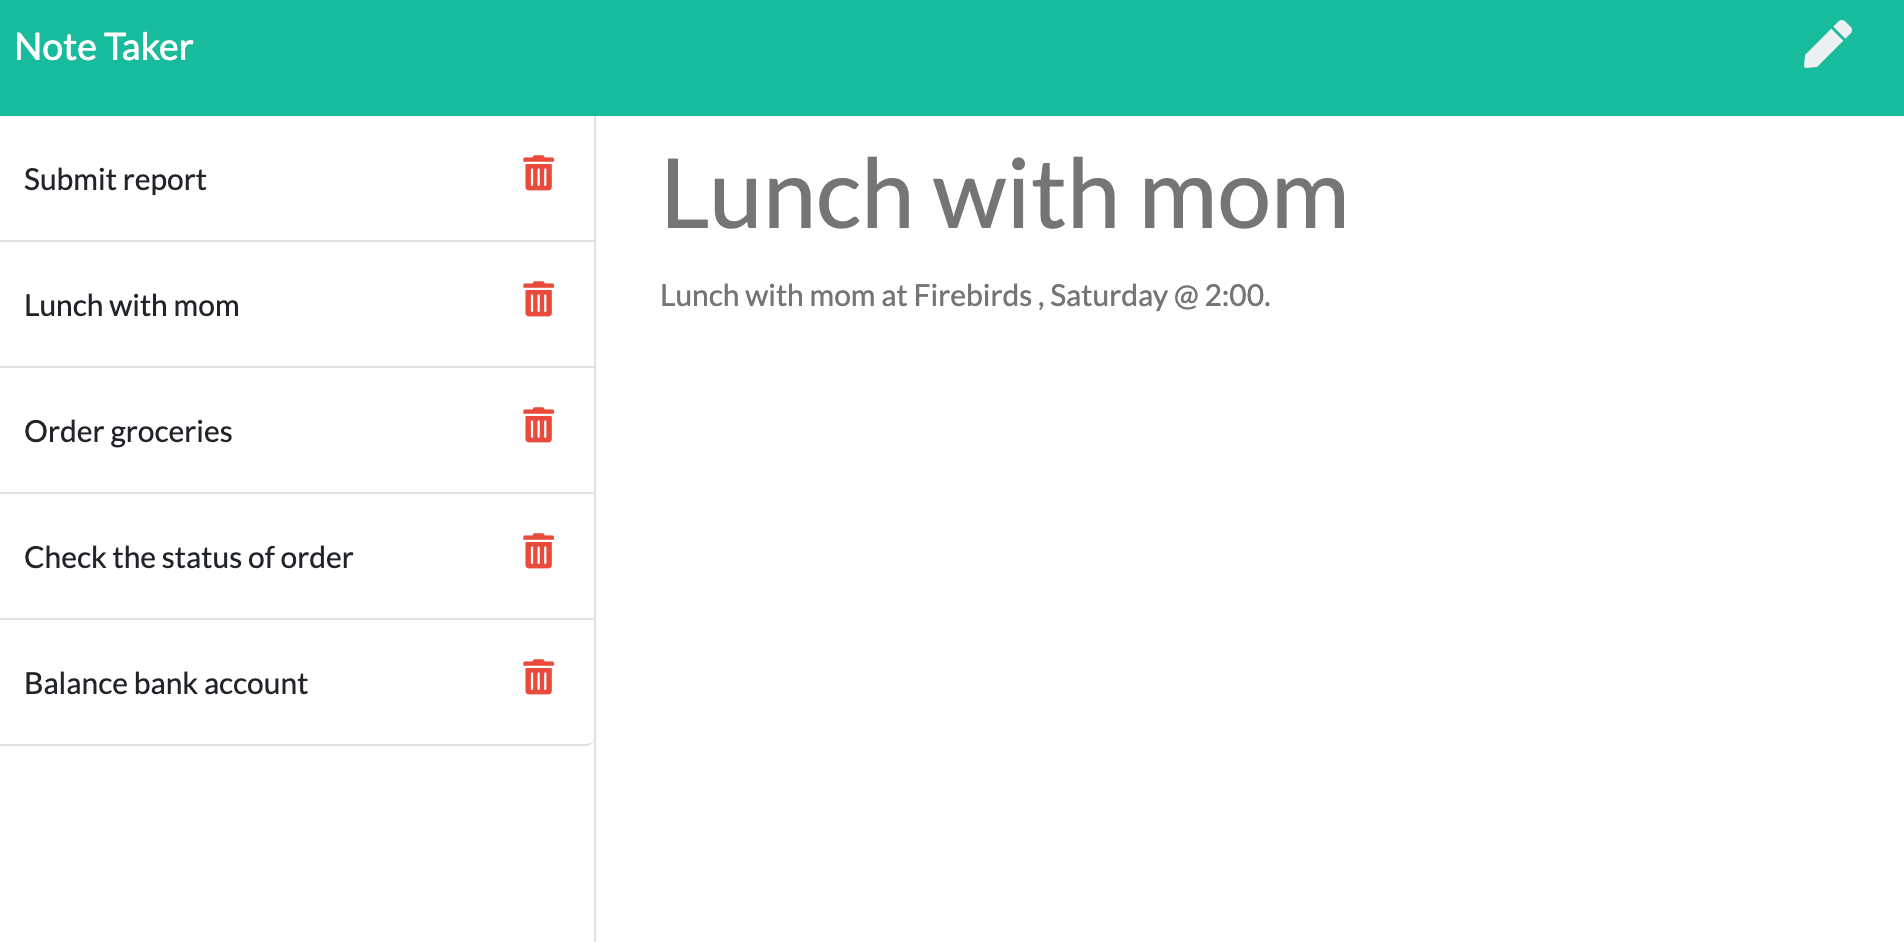 Note Taker
Submit report
Lunch with mom
Order groceries
Check the status of order
Balance bank account
Lunch with mom
Lunch with mom at Firebirds , Saturday @ 2:00.